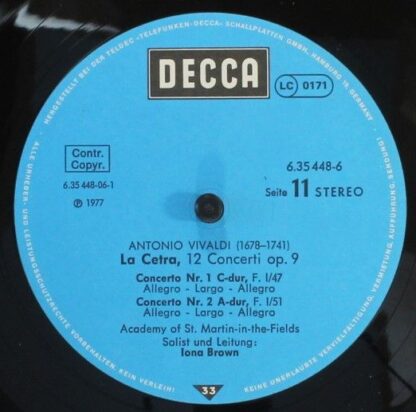 HERGESTELLT BEI DER TELDEC »TELEFUNKEN-DECCA« SCHALLPLATTEN GMBH, HAMBURG 19, GERMANY
DECCA
LC 0171
Contr.
Copyr.
6.35 448-06-1
Ⓟ 1977
6.35 448-6
Seite 11 STEREO
ANTONIO VIVALDI (1678–1741)
La Cetra, 12 Concerti op. 9
Concerto Nr. 1 C-dur, F. I/47
Allegro - Largo - Allegro
Concerto Nr. 2 A-dur, F. I/51
Allegro - Largo - Allegro
Academy of St. Martin-in-the-Fields
Solist und Leitung:
Iona Brown
33
ALLE URHEBER- UND LEISTUNGSSCHUTZRECHTE VORBEHALTEN. KEIN VERLEIH!
KEINE UNERLAUBTE VERVIELFÄLTIGUNG, VERMIETUNG, AUFFÜHRUNG, SENDUNG!